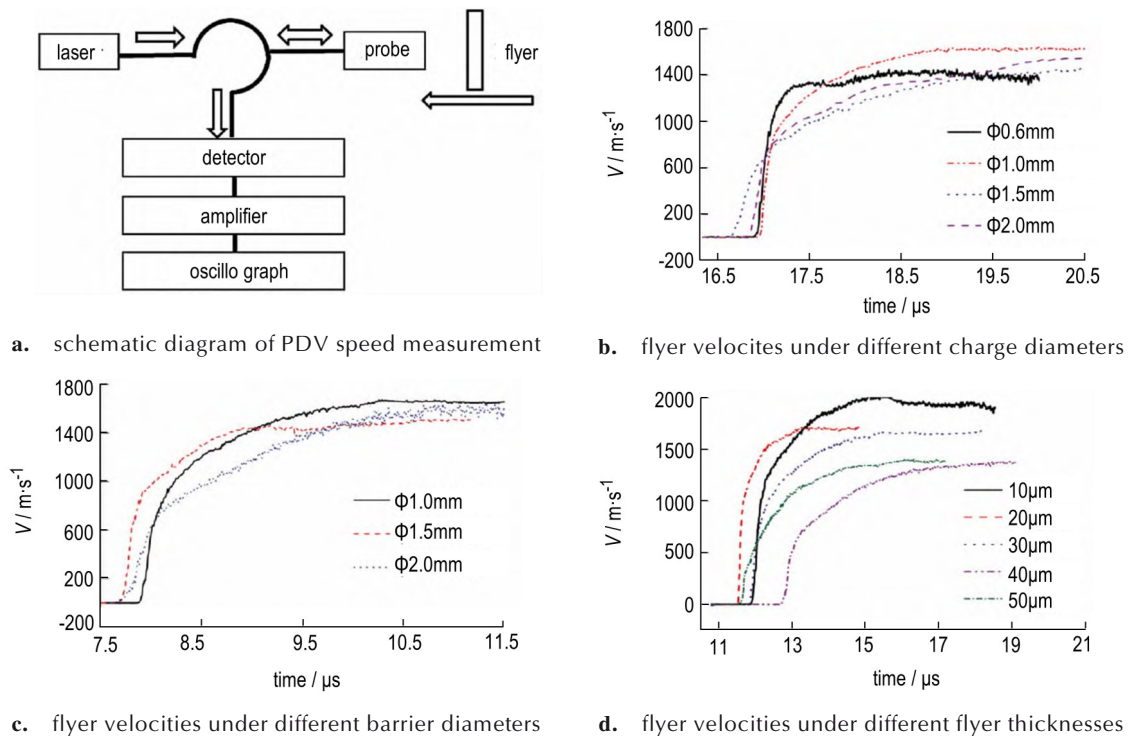 laser
probe
flyer
detector
amplifier
oscillo graph
a. schematic diagram of PDV speed measurement
V / m·s-1
1800
1400
1000
600
200
-200
Φ0.6mm
Φ1.0mm
Φ1.5mm
Φ2.0mm
16.5 17.5 18.5 19.5 20.5
time / µs
b. flyer velocites under different charge diameters
V / m·s-1
1800
1400
1000
600
200
-200
Φ1.0mm
Φ1.5mm
Φ2.0mm
7.5 8.5 9.5 10.5 11.5
time / µs
c. flyer velocities under different barrier diameters
V / m·s-1
2000
1500
1000
500
0
10µm
20µm
30µm
40µm
50µm
11 13 15 17 19 21
time / µs
d. flyer velocities under different flyer thicknesses